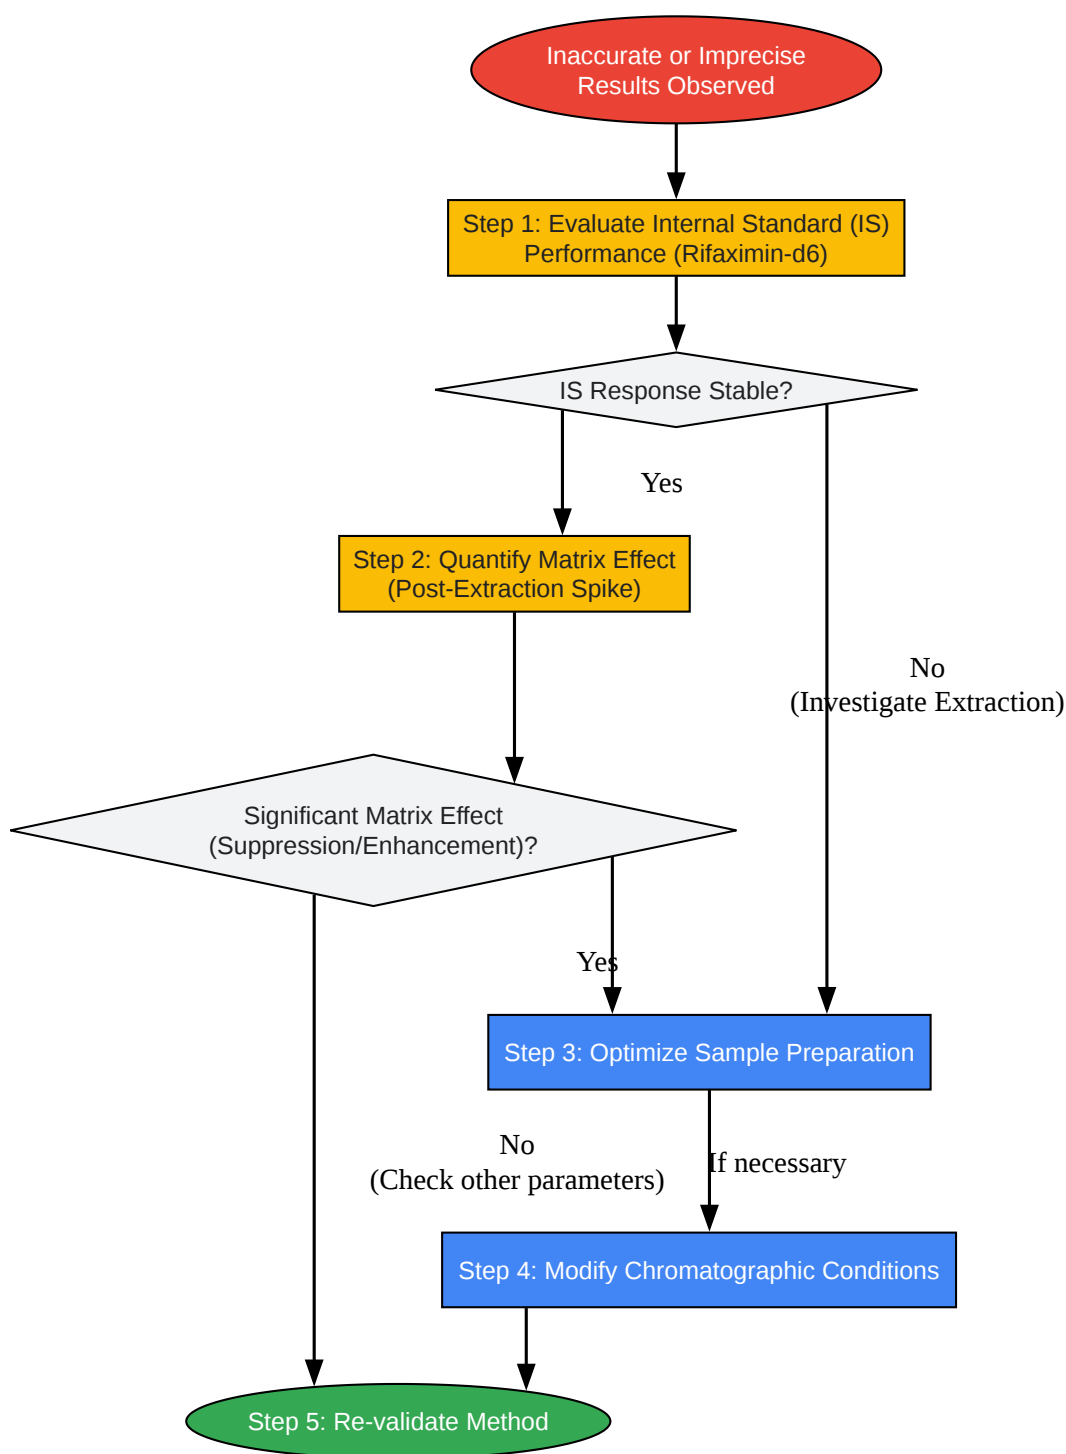 Inaccurate or Imprecise
Results Observed
Step 1: Evaluate Internal Standard (IS)
Performance (Rifaximin-d6)
IS Response Stable?
Yes
Step 2: Quantify Matrix Effect
(Post-Extraction Spike)
No
(Investigate Extraction)
Significant Matrix Effect
(Suppression/Enhancement)?
Yes
Step 3: Optimize Sample Preparation
No
(Check other parameters)
If necessary
Step 4: Modify Chromatographic Conditions
Step 5: Re-validate Method